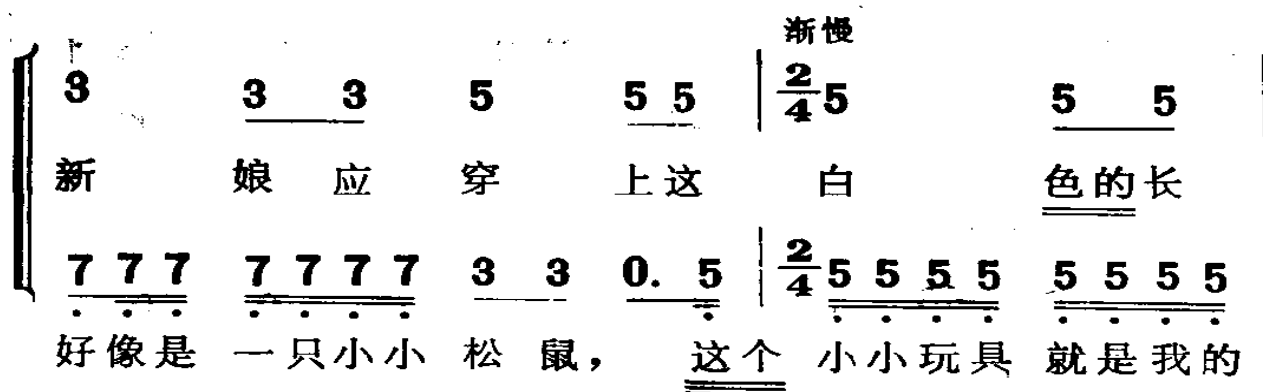 渐慢
3 3 3 5 5 5 | 2/4 5 5 5
新 娘 应 穿 上 这 白 色 的 长
7 7 7 7 7 7 7 3 3 0. 5 | 2/4 5 5 5 5 5 5 5 5
好 像 是 一 只 小 小 松 鼠， 这 个 小 小 玩 具 就 是 我 的